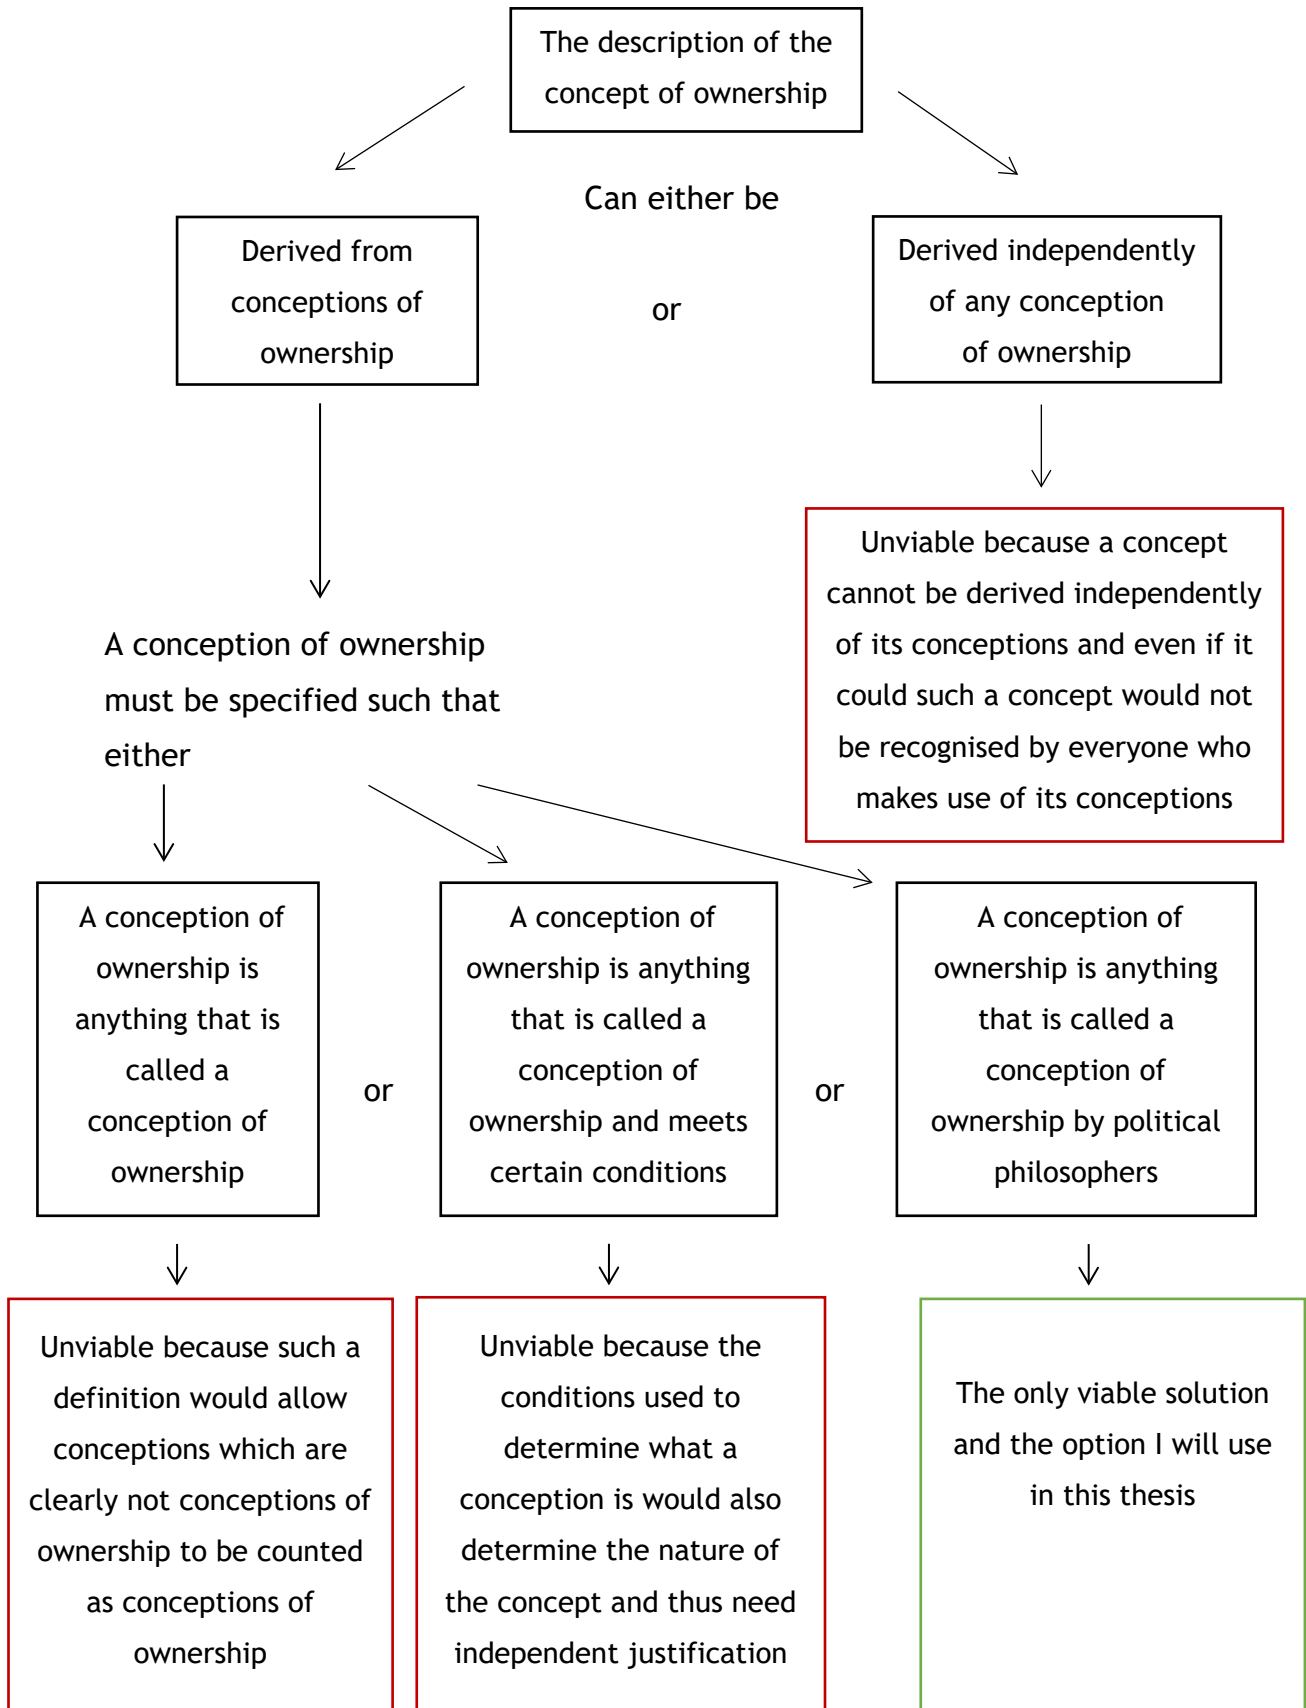 The description of the
concept of ownership
Can either be
Derived from
conceptions of
ownership
or
Derived independently
of any conception
of ownership
Unviable because a concept
cannot be derived independently
of its conceptions and even if it
could such a concept would not
be recognised by everyone who
makes use of its conceptions
A conception of ownership
must be specified such that
either
A conception of
ownership is
anything that is
called a
conception of
ownership
or
A conception of
ownership is anything
that is called a
conception of
ownership and meets
certain conditions
or
A conception of
ownership is anything
that is called a
conception of
ownership by political
philosophers
Unviable because such a
definition would allow
conceptions which are
clearly not conceptions of
ownership to be counted
as conceptions of
ownership
Unviable because the
conditions used to
determine what a
conception is would also
determine the nature of
the concept and thus need
independent justification
The only viable solution
and the option I will use
in this thesis